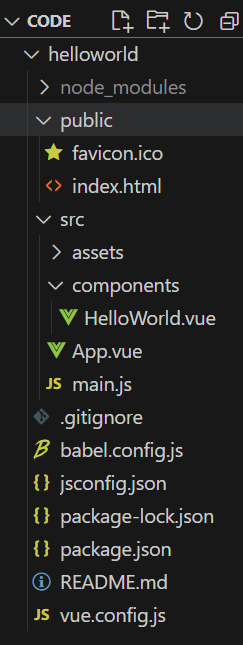 CODE
helloworld
node_modules
public
favicon.ico
index.html
src
assets
components
HelloWorld.vue
App.vue
JS main.js
.gitignore
babel.config.js
jsconfig.json
package-lock.json
package.json
README.md
JS vue.config.js